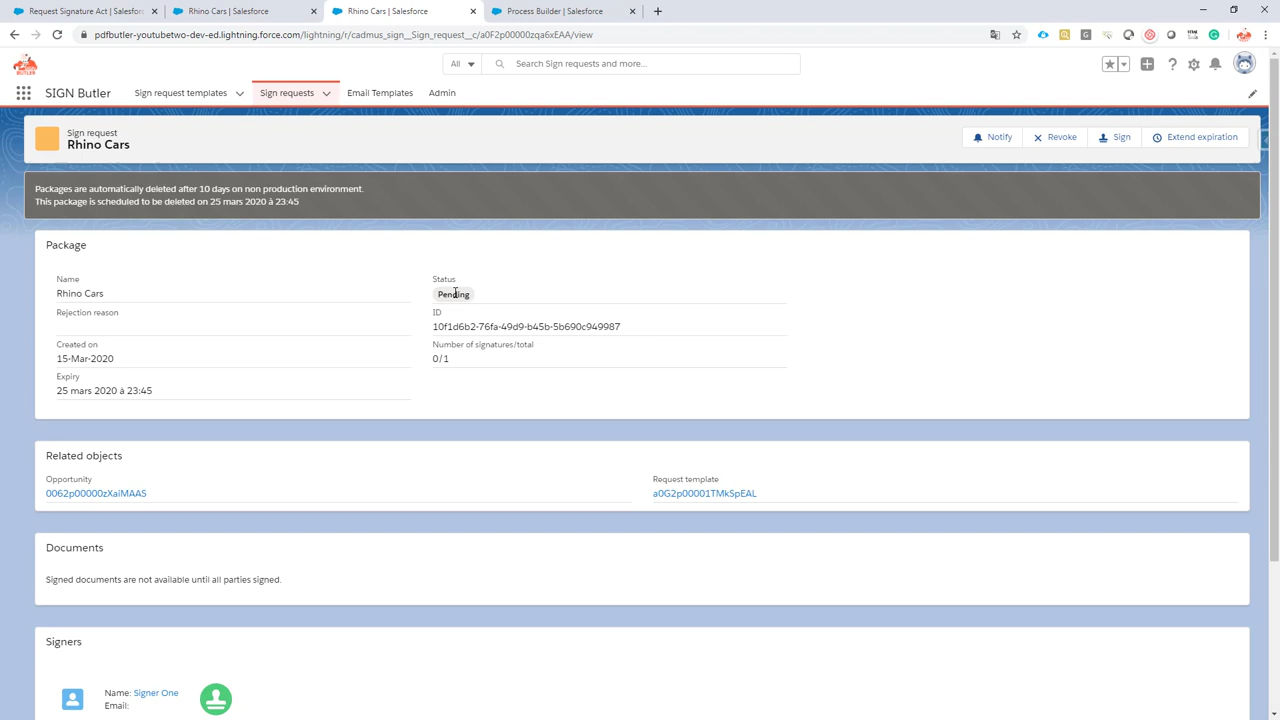 Request Signature Act | Salesfor
Rhino Cars | Salesforce
Rhino Cars | Salesforce
Process Builder | Salesforce
pdfbutler-youtubetwo-dev-ed.lightning.force.com/lightning/r/cadmus_sign__Sign_request__c/a0F2p00000zqa6xEAA/view
All
Search Sign requests and more...
SIGN Butler
Sign request templates
Sign requests
Email Templates
Admin
Sign request
Rhino Cars
Notify
Revoke
Sign
Extend expiration
Packages are automatically deleted after 10 days on non production environment.
This package is scheduled to be deleted on 25 mars 2020 à 23:45
Package
Name
Rhino Cars
Status
Pending
Rejection reason
ID
10f1d6b2-76fa-49d9-b45b-5b690c949987
Created on
15-Mar-2020
Number of signatures/total
0/1
Expiry
25 mars 2020 à 23:45
Related objects
Opportunity
0062p00000zXaiMAAS
Request template
a0G2p00001TMkSpEAL
Documents
Signed documents are not available until all parties signed.
Signers
Name: Signer One
Email: